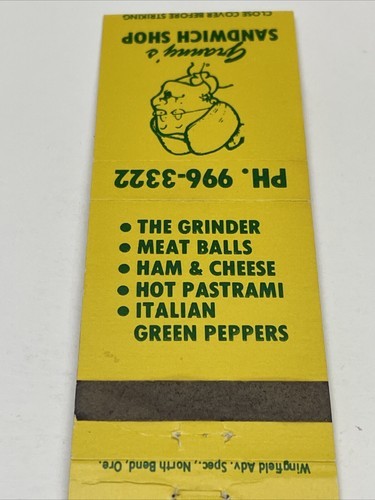 CLOSE COVER BEFORE STRIKING
Granny's
SANDWICH SHOP
PH. 996-3322
• THE GRINDER
• MEAT BALLS
• HAM & CHEESE
• HOT PASTRAMI
• ITALIAN
GREEN PEPPERS
Wingfield Adv. Spec., North Bend, Ore.